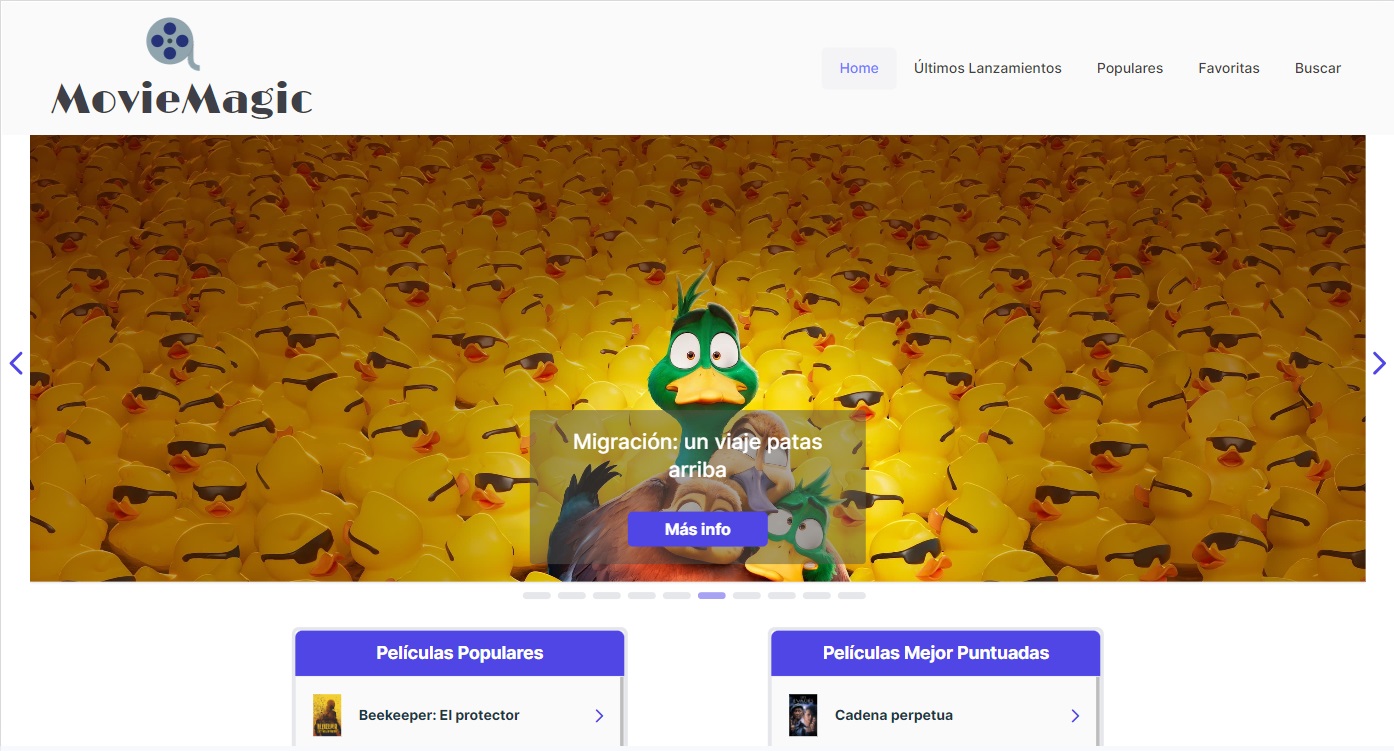 MovieMagic
Home
Últimos Lanzamientos
Populares
Favoritas
Buscar
Migración: un viaje patas
arriba
Más info
Películas Populares
Beekeeper: El protector
Películas Mejor Puntuadas
Cadena perpetua